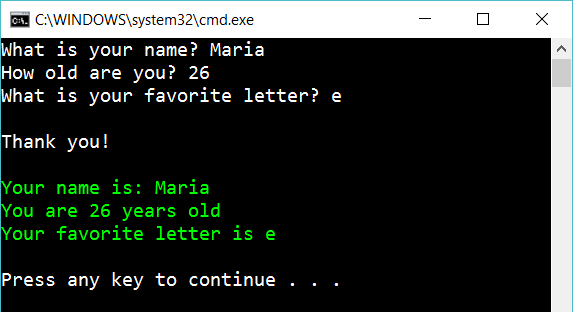 C:\WINDOWS\system32\cmd.exe
What is your name? Maria
How old are you? 26
What is your favorite letter? e
Thank you!
Your name is: Maria
You are 26 years old
Your favorite letter is e
Press any key to continue . . .